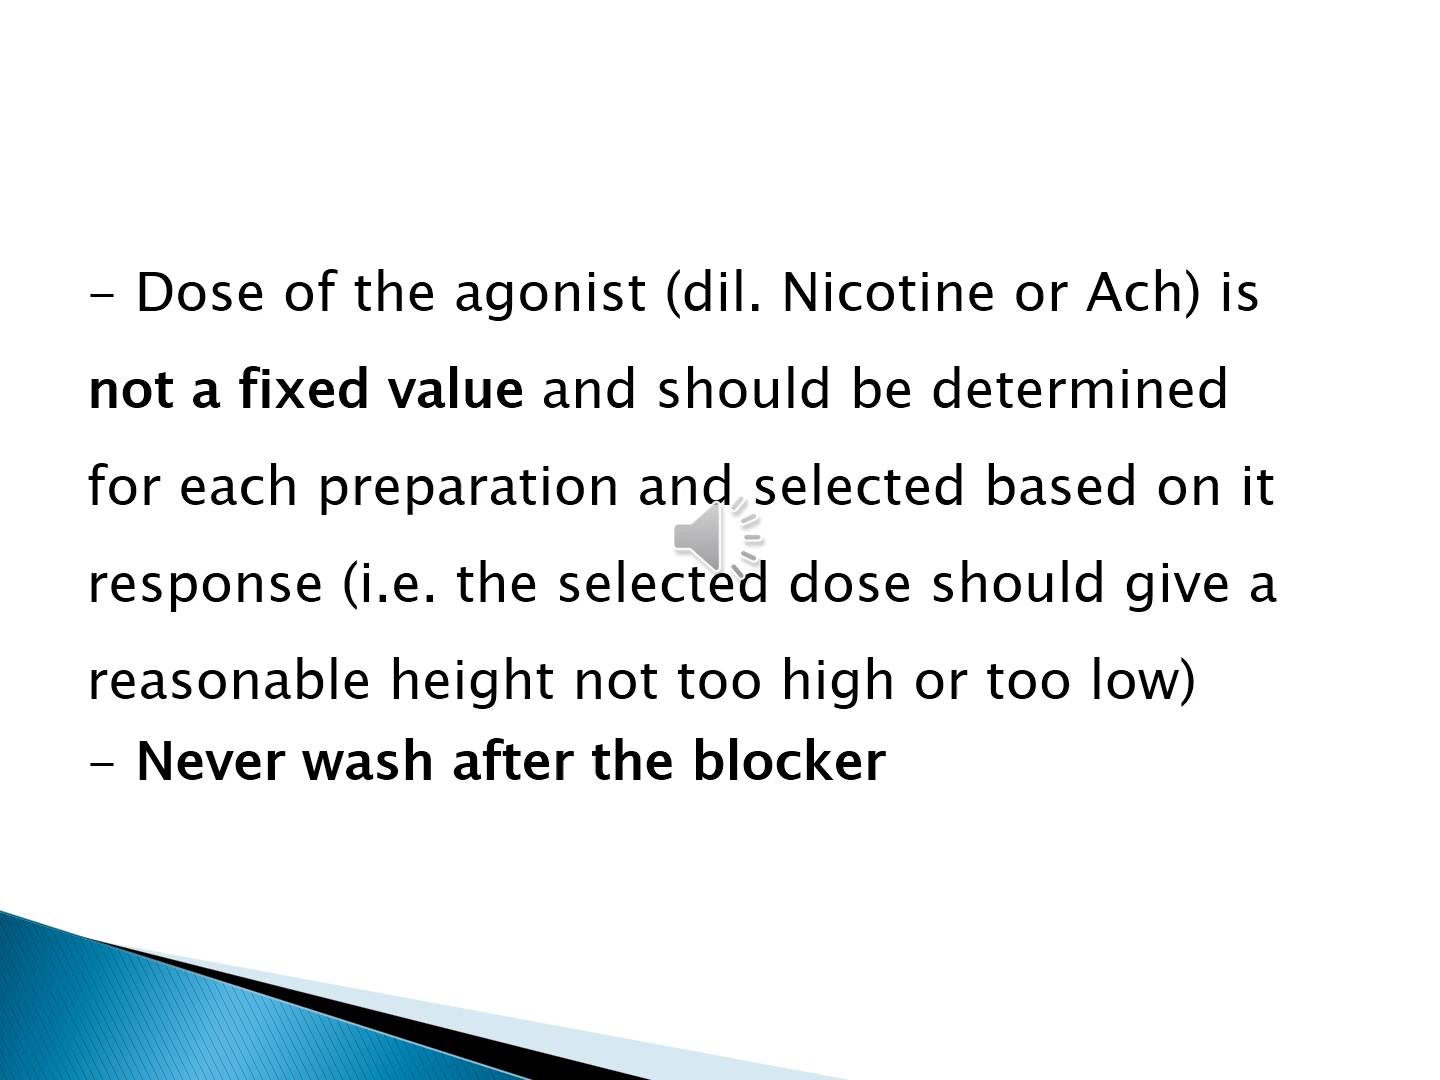 - Dose of the agonist (dil. Nicotine or Ach) is
not a fixed value and should be determined
for each preparation and selected based on it
response (i.e. the selected dose should give a
reasonable height not too high or too low)
- Never wash after the blocker